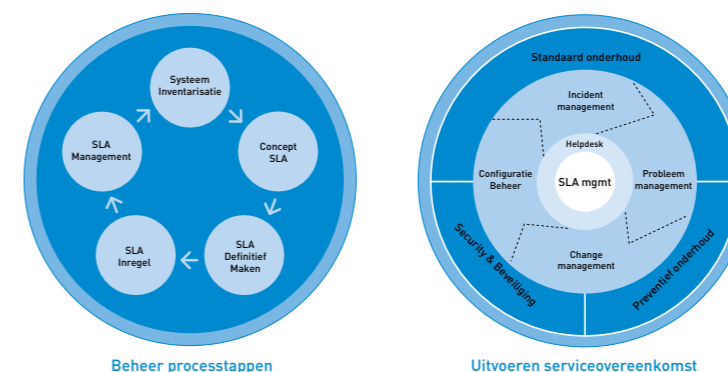 Systeem
Inventarisatie
Concept
SLA
SLA
Definitief
Maken
SLA
Inregel
SLA
Management
Beheer processtappen
Standaard onderhoud
Incident
management
Helpdesk
Configuratie
Beheer
SLA mgmt
Probleem
management
Change
management
Security & Beveiliging
Preventief onderhoud
Uitvoeren serviceovereenkomst